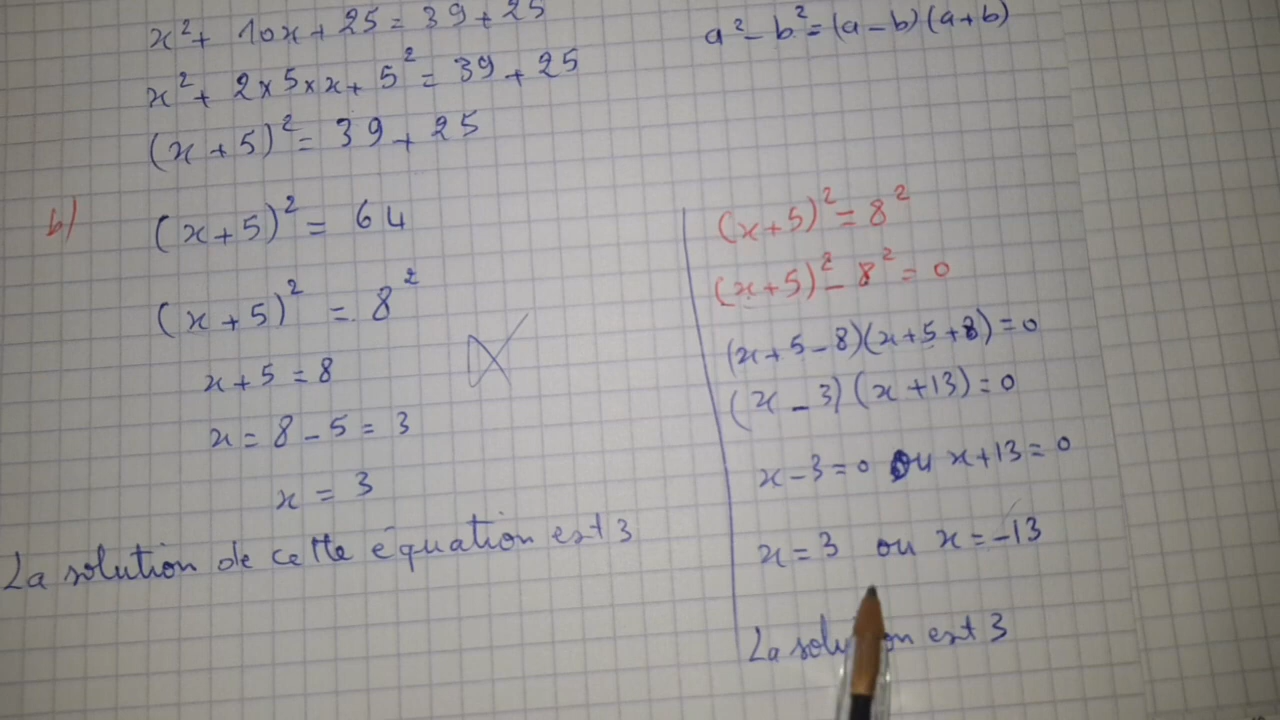 x² + 10x + 25 = 39 + 25
x² + 2×5×x + 5² = 39 + 25
(x + 5)² = 39 + 25
b) (x + 5)² = 64
(x + 5)² = 8²
x + 5 = 8
x = 8 - 5 = 3
x = 3
La solution de cette équation est 3
a² - b² = (a - b)(a + b)
(x + 5)² = 8²
(x + 5)² - 8² = 0
(x + 5 - 8)(x + 5 + 8) = 0
(x - 3)(x + 13) = 0
x - 3 = 0 ou x + 13 = 0
x = 3 ou x = -13
La solution est 3